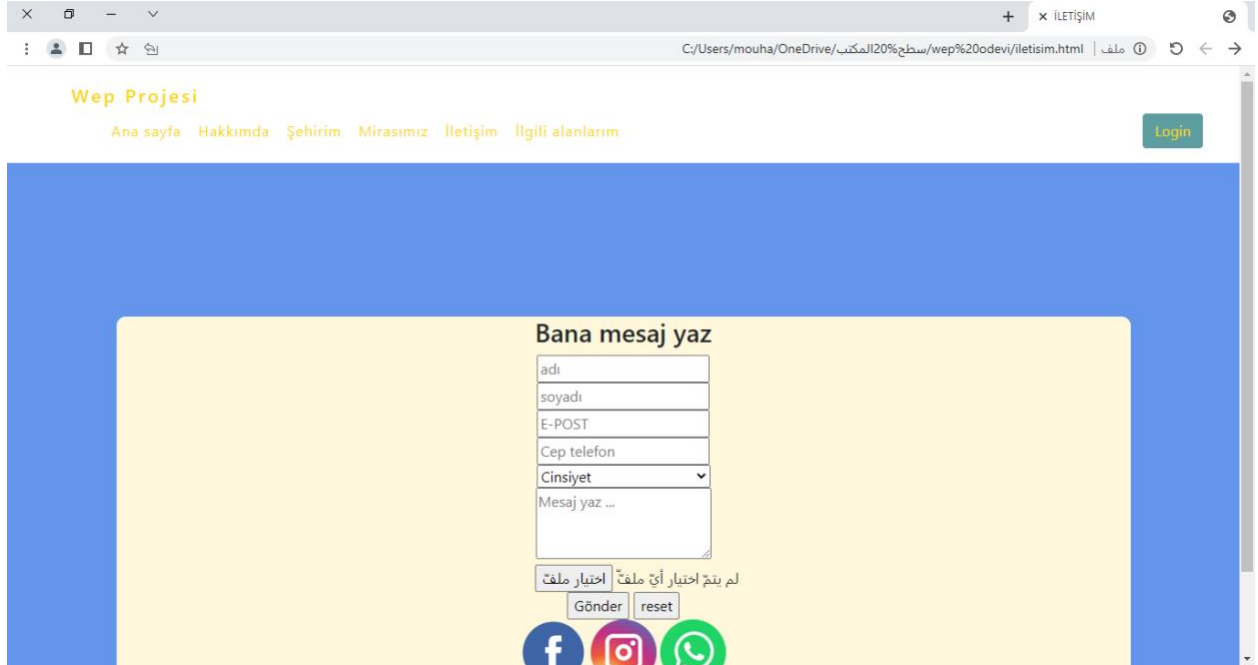 İLETİŞİM
ملف | C:/Users/mouha/OneDrive/سطح%20المكتب/wep%20odevi/iletisim.html
Wep Projesi
Ana sayfa Hakkımda Şehirim Mirasımız İletişim İlgili alanlarım
Login
Bana mesaj yaz
adı
soyadı
E-POST
Cep telefon
Cinsiyet
Mesaj yaz ...
اختيار ملفّ لم يتمّ اختيار أيّ ملفّ
Gönder reset